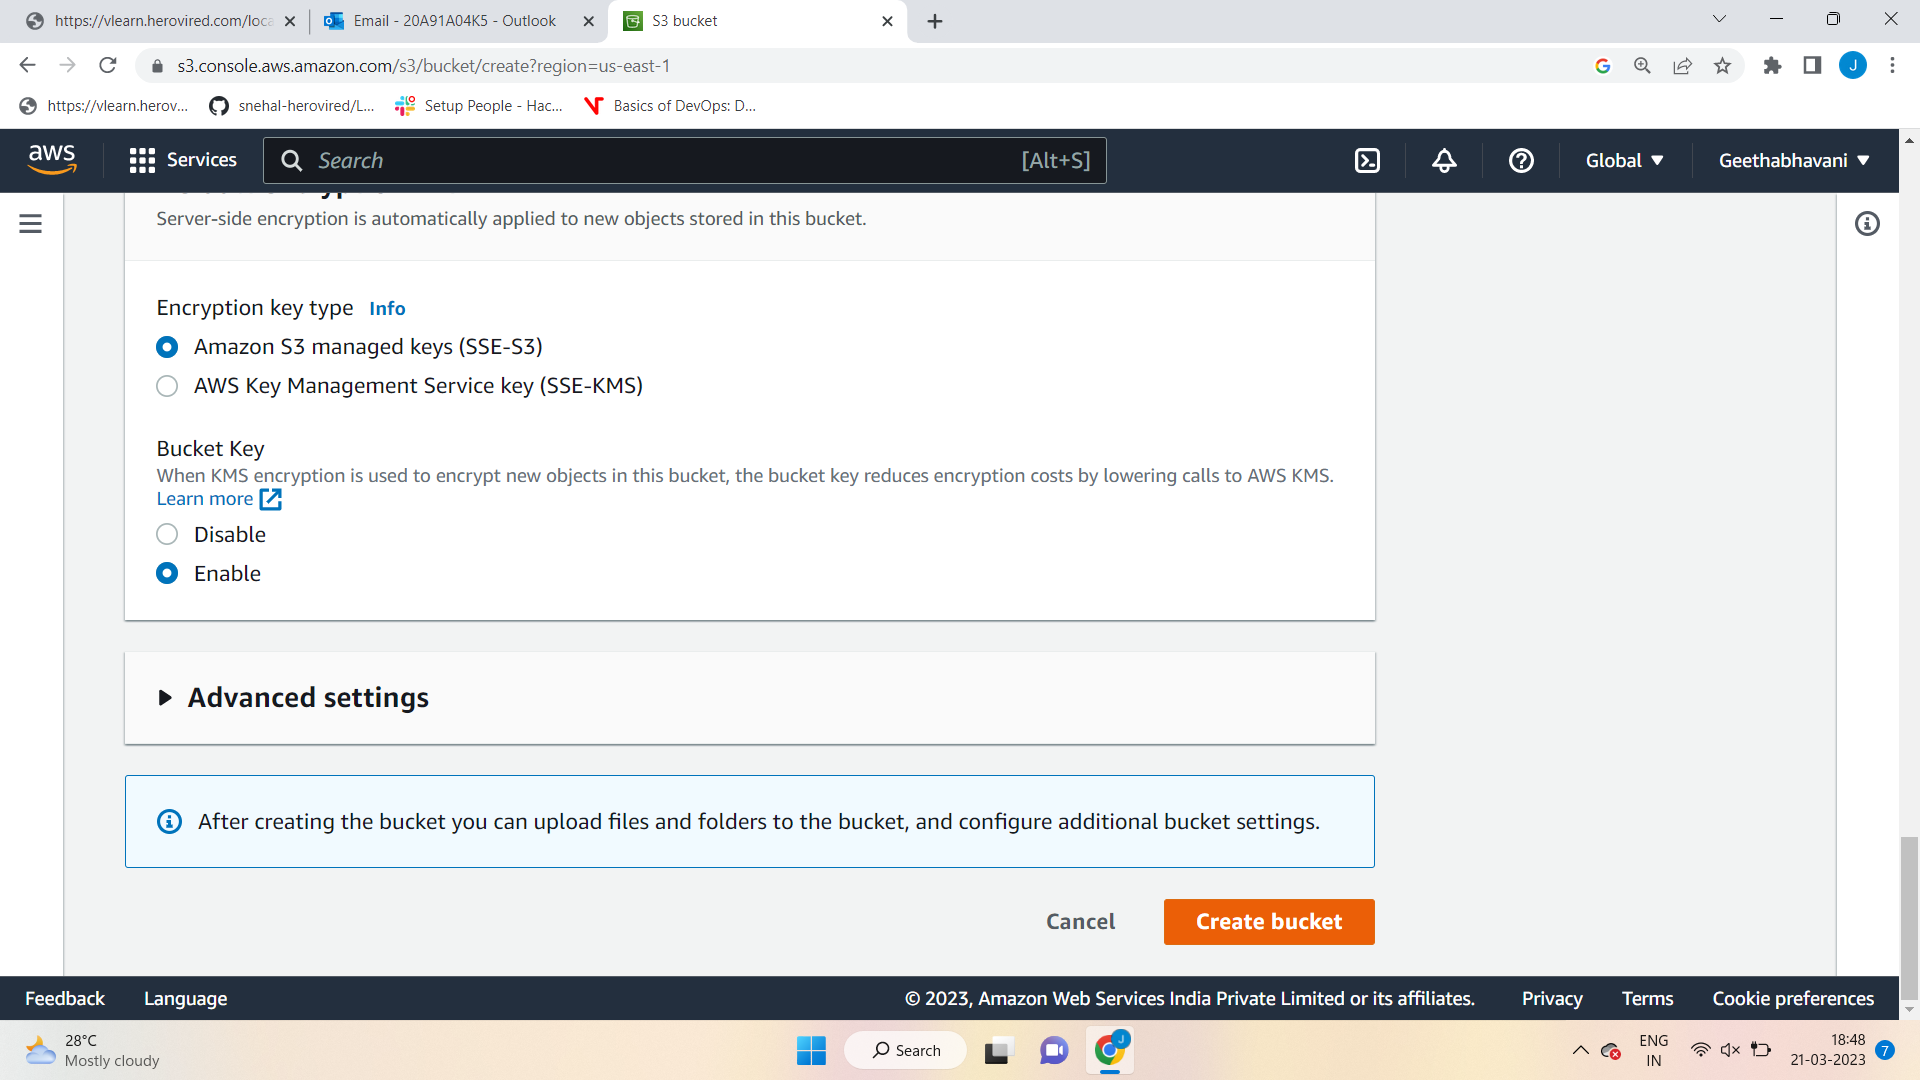 https://vlearn.herovired.com/loca
Email - 20A91A04K5 - Outlook
S3 bucket
s3.console.aws.amazon.com/s3/bucket/create?region=us-east-1
J
https://vlearn.herov...
snehal-herovired/L...
Setup People - Hac...
Basics of DevOps: D...
aws
Services
Search
[Alt+S]
Global
Geethabhavani
Server-side encryption is automatically applied to new objects stored in this bucket.
Encryption key type Info
Amazon S3 managed keys (SSE-S3)
AWS Key Management Service key (SSE-KMS)
Bucket Key
When KMS encryption is used to encrypt new objects in this bucket, the bucket key reduces encryption costs by lowering calls to AWS KMS.
Learn more
Disable
Enable
Advanced settings
After creating the bucket you can upload files and folders to the bucket, and configure additional bucket settings.
Cancel
Create bucket
Feedback
Language
© 2023, Amazon Web Services India Private Limited or its affiliates.
Privacy
Terms
Cookie preferences
28°C
Mostly cloudy
Search
J
ENG
IN
18:48
21-03-2023
7